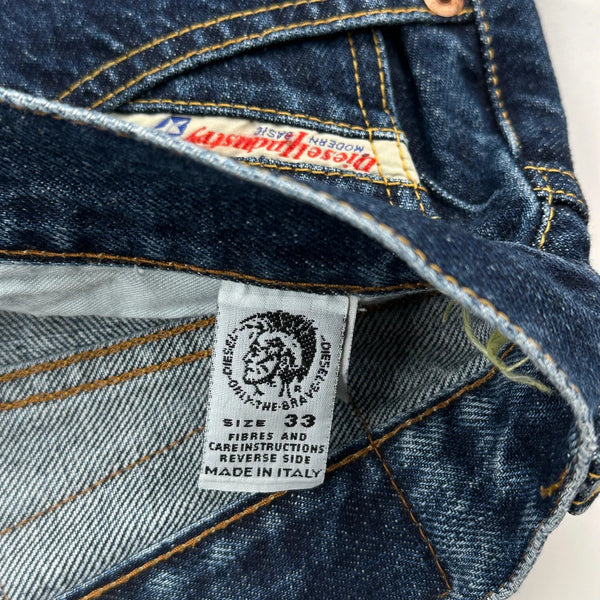 Diesel Industry
MODERN BASIC
DIESEL
DIESEL
ONLY-THE-BRAVE
R
SIZE 33
FIBRES AND
CARE INSTRUCTIONS
REVERSE SIDE
MADE IN ITALY